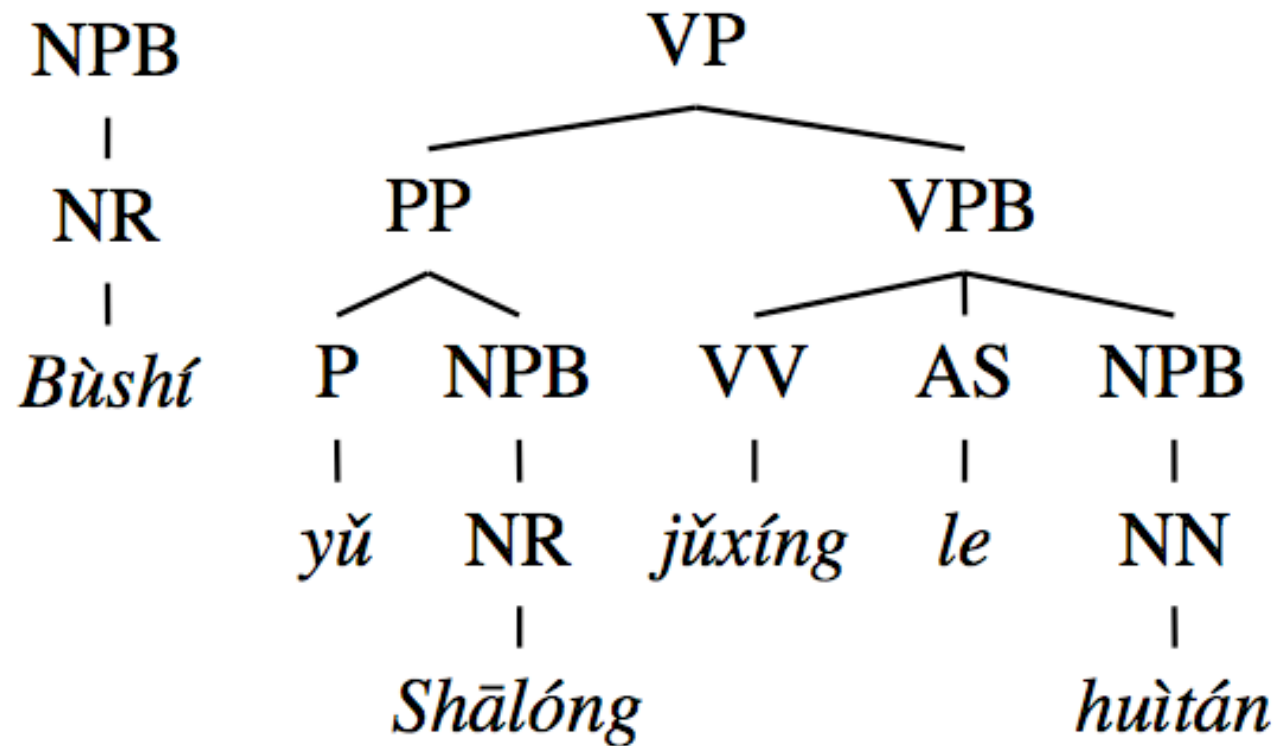 NPB VP
NR PP VPB
Bùshí P NPB VV AS NPB
yǔ NR jǔxíng le NN
Shālóng huìtán